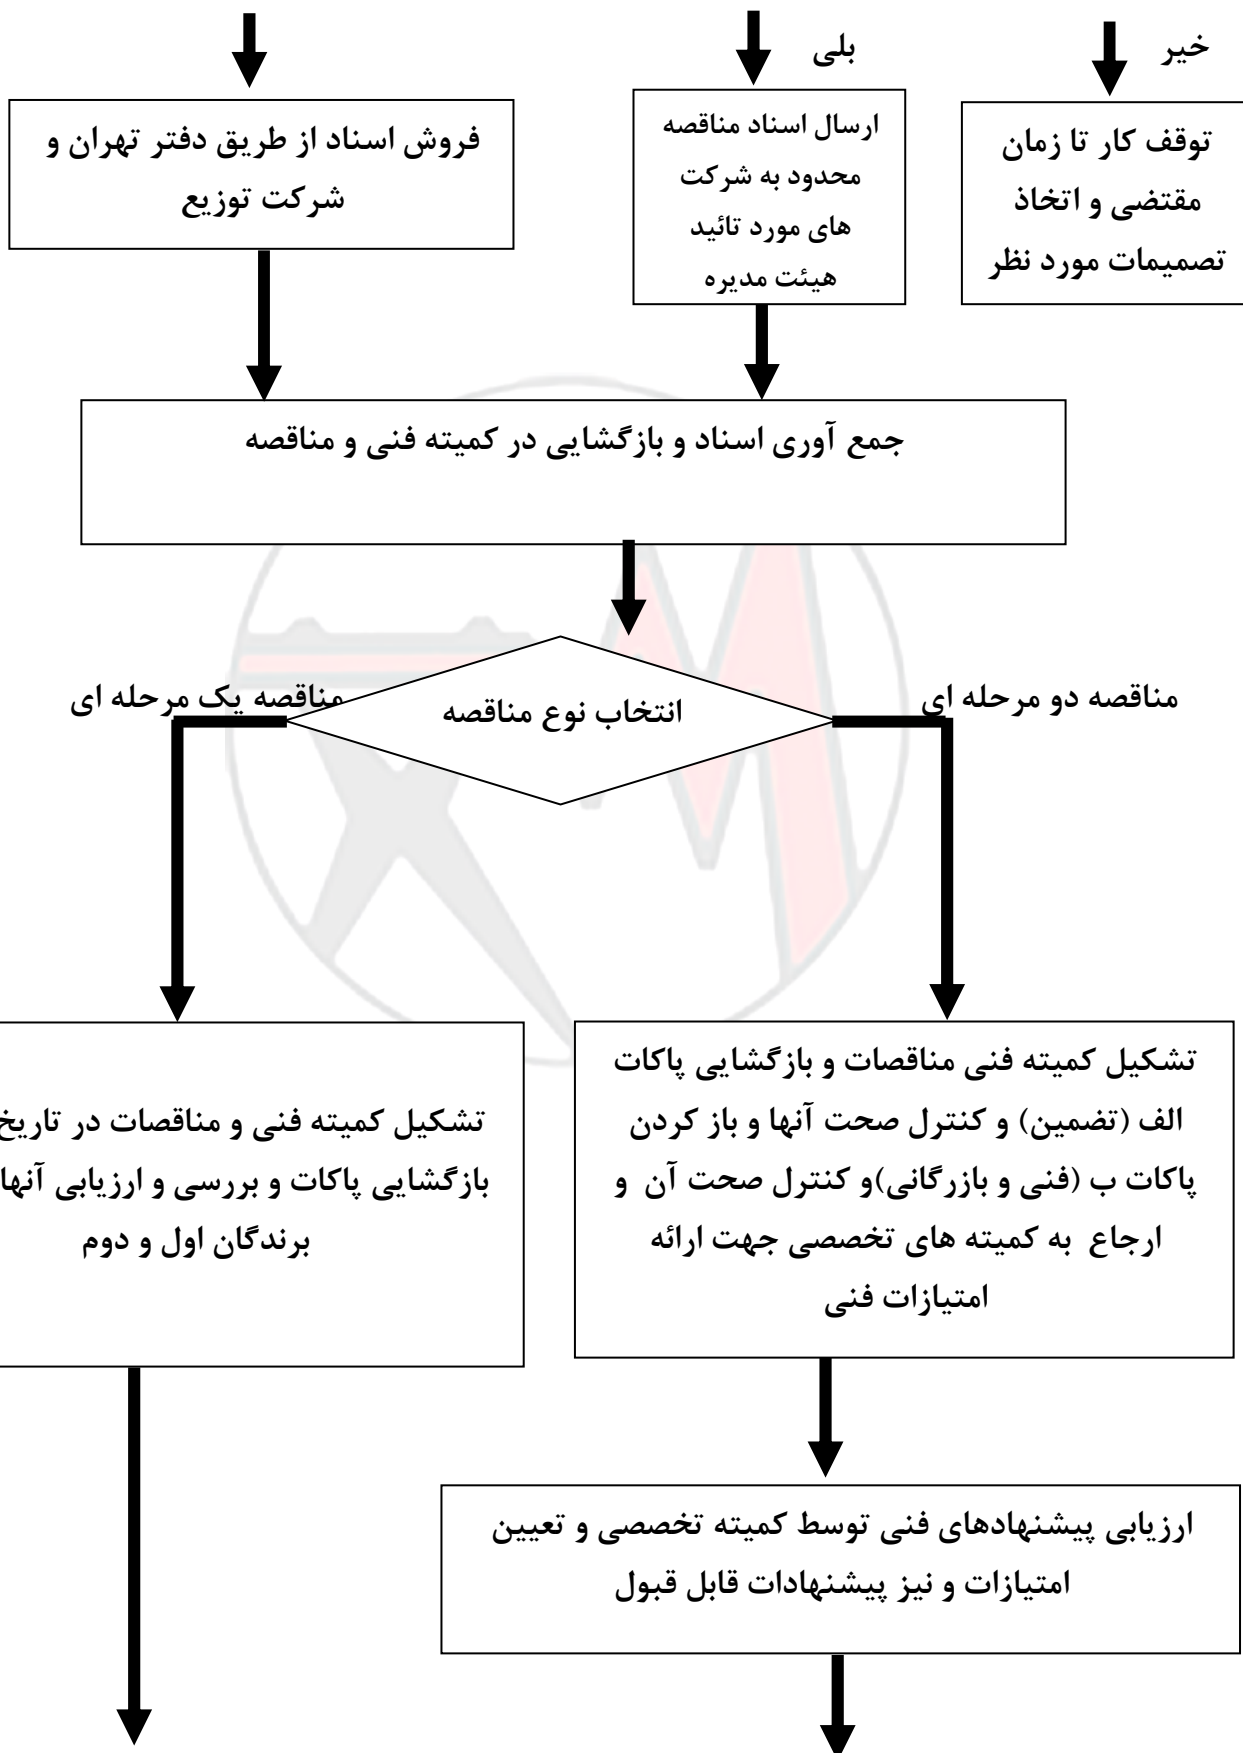 خیر
بلی
توقف کار تا زمان
مقتضی و اتخاذ
تصمیمات مورد نظر
ارسال اسناد مناقصه
محدود به شرکت
های مورد تائید
هیئت مدیره
فروش اسناد از طریق دفتر تهران و
شرکت توزیع
جمع آوری اسناد و بازگشایی در کمیته فنی و مناقصه
مناقصه دو مرحله ای
انتخاب نوع مناقصه
مناقصه یک مرحله ای
تشکیل کمیته فنی مناقصات و بازگشایی پاکات
الف (تضمین) و کنترل صحت آنها و باز کردن
پاکات ب (فنی و بازرگانی)و کنترل صحت آن و
ارجاع به کمیته های تخصصی جهت ارائه
امتیازات فنی
تشکیل کمیته فنی و مناقصات در تاریخ
بازگشایی پاکات و بررسی و ارزیابی آنها
برندگان اول و دوم
ارزیابی پیشنهادهای فنی توسط کمیته تخصصی و تعیین
امتیازات و نیز پیشنهادات قابل قبول